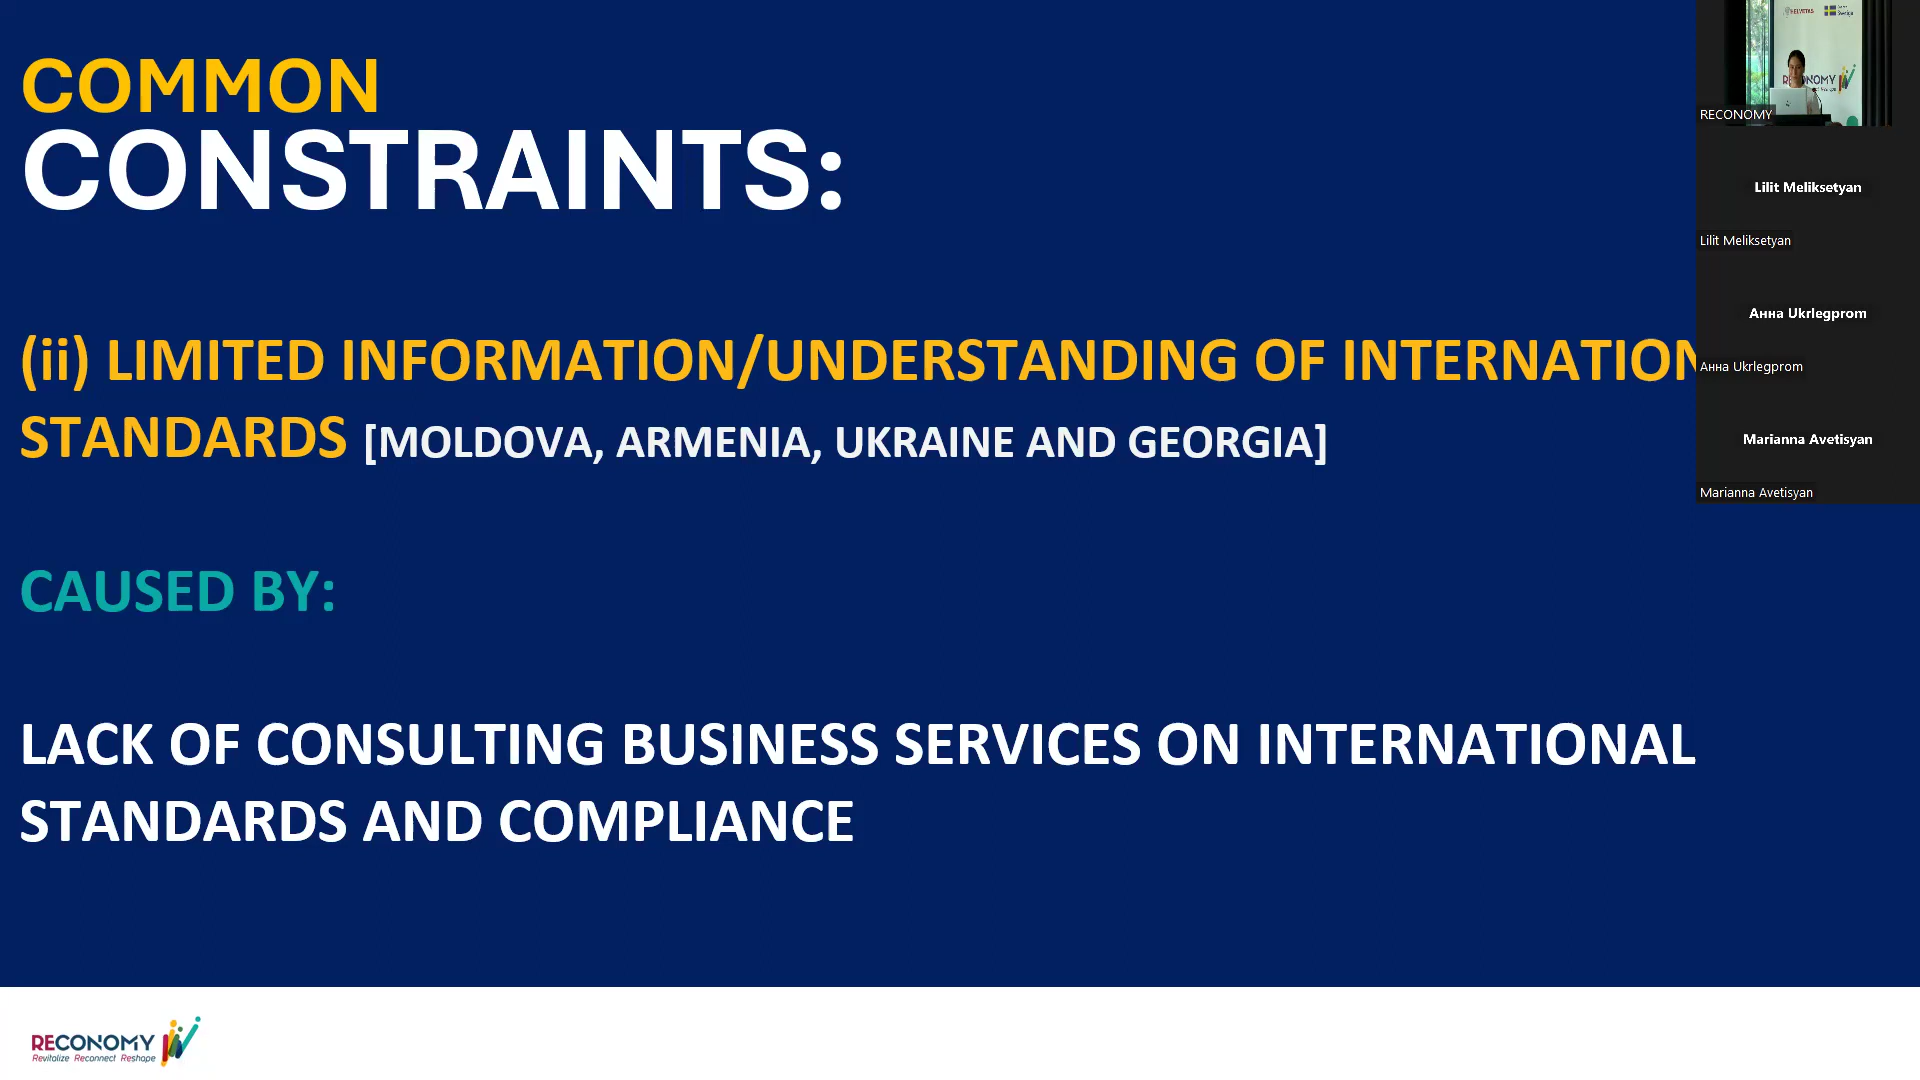 COMMON
CONSTRAINTS:
(ii) LIMITED INFORMATION/UNDERSTANDING OF INTERNATION
STANDARDS [MOLDOVA, ARMENIA, UKRAINE AND GEORGIA]
CAUSED BY:
LACK OF CONSULTING BUSINESS SERVICES ON INTERNATIONAL
STANDARDS AND COMPLIANCE
RECONOMY
Revitalize Reconnect Reshape
HELVETAS
RECONOMY
Lilit Meliksetyan
Lilit Meliksetyan
Анна Ukrlegprom
Анна Ukrlegprom
Marianna Avetisyan
Marianna Avetisyan